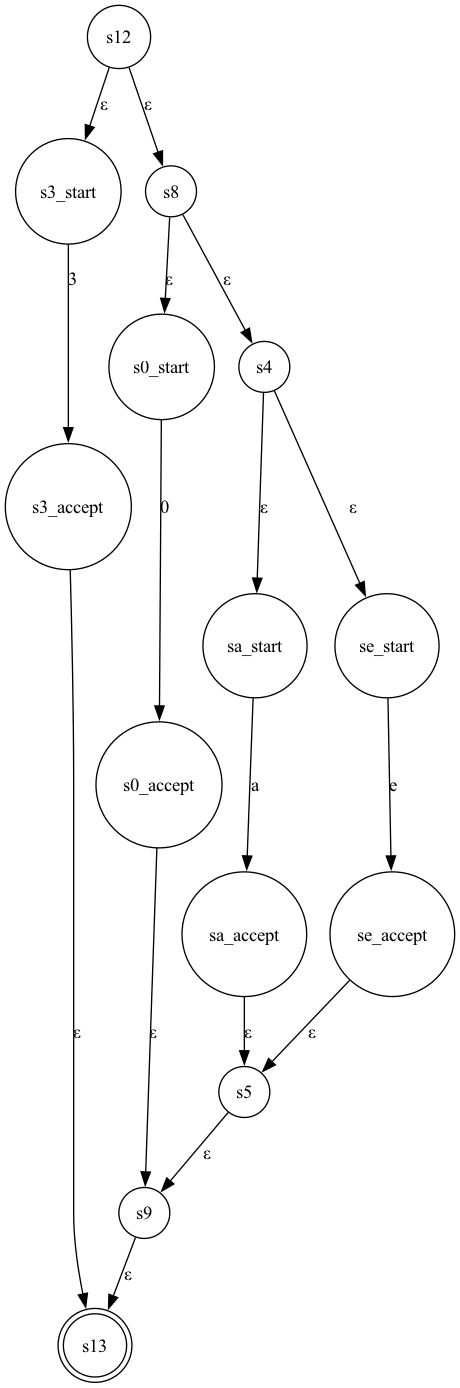 s12
ε ε
s3_start s8
3 ε ε
s0_start s4
s3_accept 0 ε ε
sa_start se_start
s0_accept a e
sa_accept se_accept
ε ε ε ε
s5
ε
s9
ε
s13